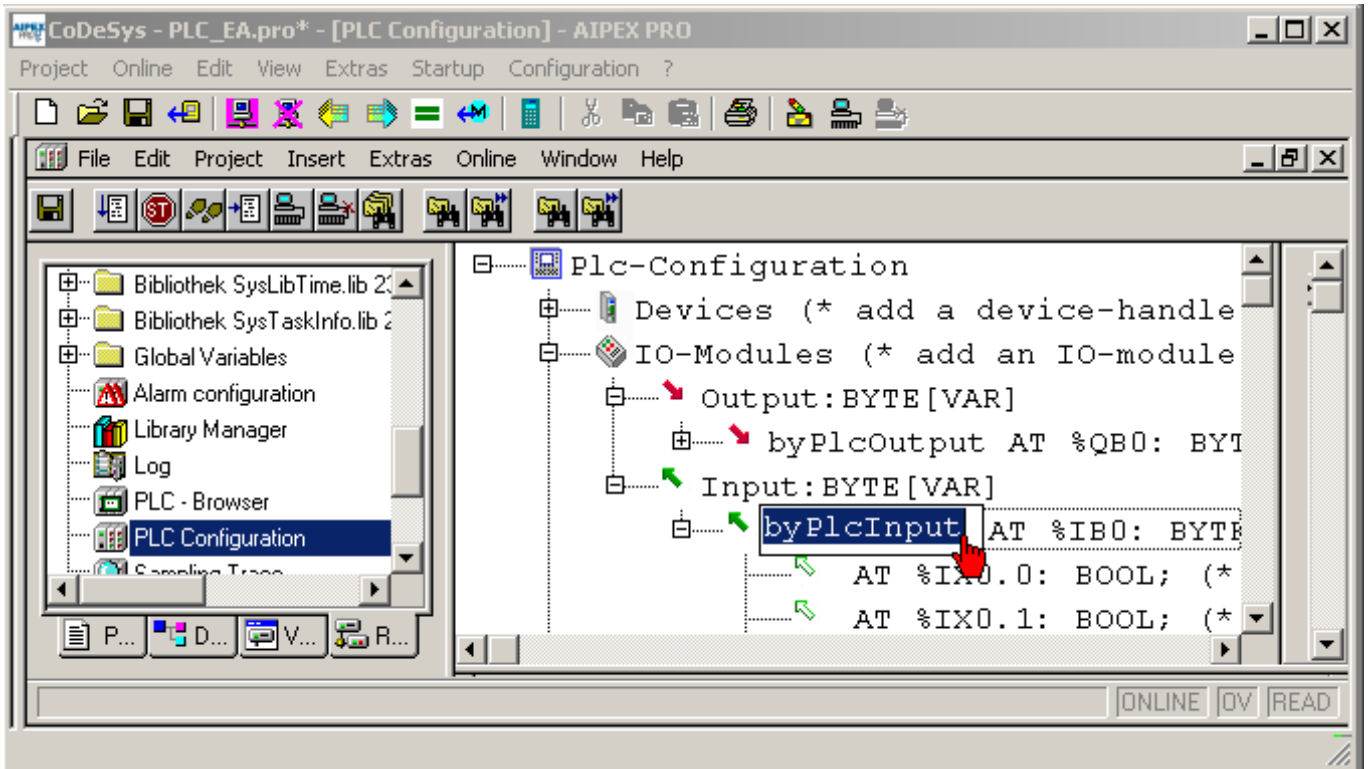 CoDeSys - PLC_EA.pro* - [PLC Configuration] - AIPEX PRO
Project Online Edit View Extras Startup Configuration ?
File Edit Project Insert Extras Online Window Help
Bibliothek SysLibTime.lib
Bibliothek SysTaskInfo.lib
Global Variables
Alarm configuration
Library Manager
Log
PLC - Browser
PLC Configuration
Sampling Trace
P... D... V... R...
Plc-Configuration
Devices (* add a device-handle
IO-Modules (* add an IO-module
Output:BYTE[VAR]
byPlcOutput AT %QB0: BYT
Input:BYTE[VAR]
byPlcInput AT %IB0: BYTE
AT %IX0.0: BOOL; (*
AT %IX0.1: BOOL; (*
ONLINE OV READ